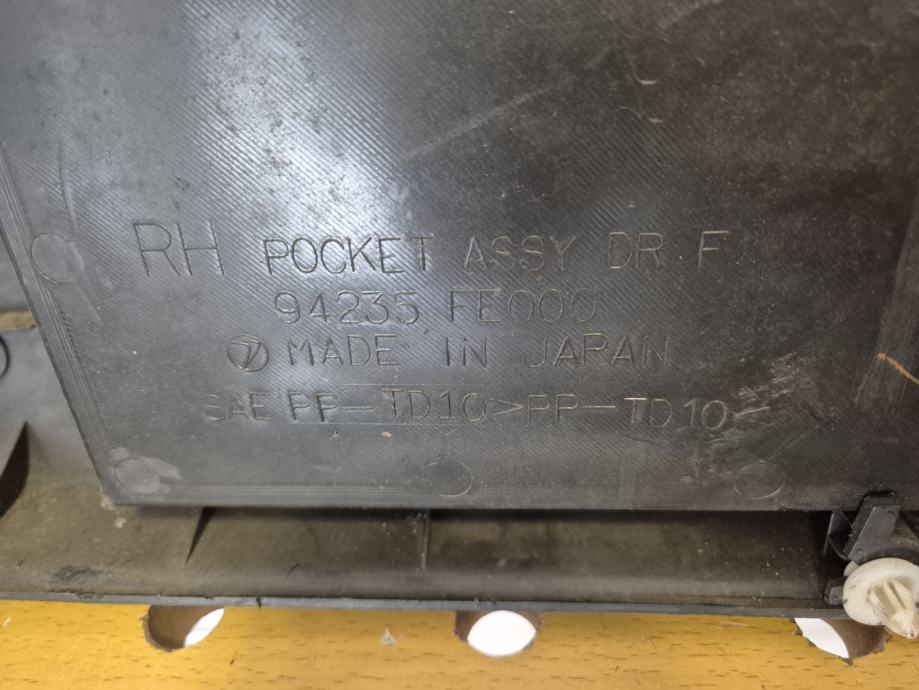 RH POCKET ASSY DR F
94235 FE000
MADE IN JAPAN
SAE PP-TD10 >PP-TD10<